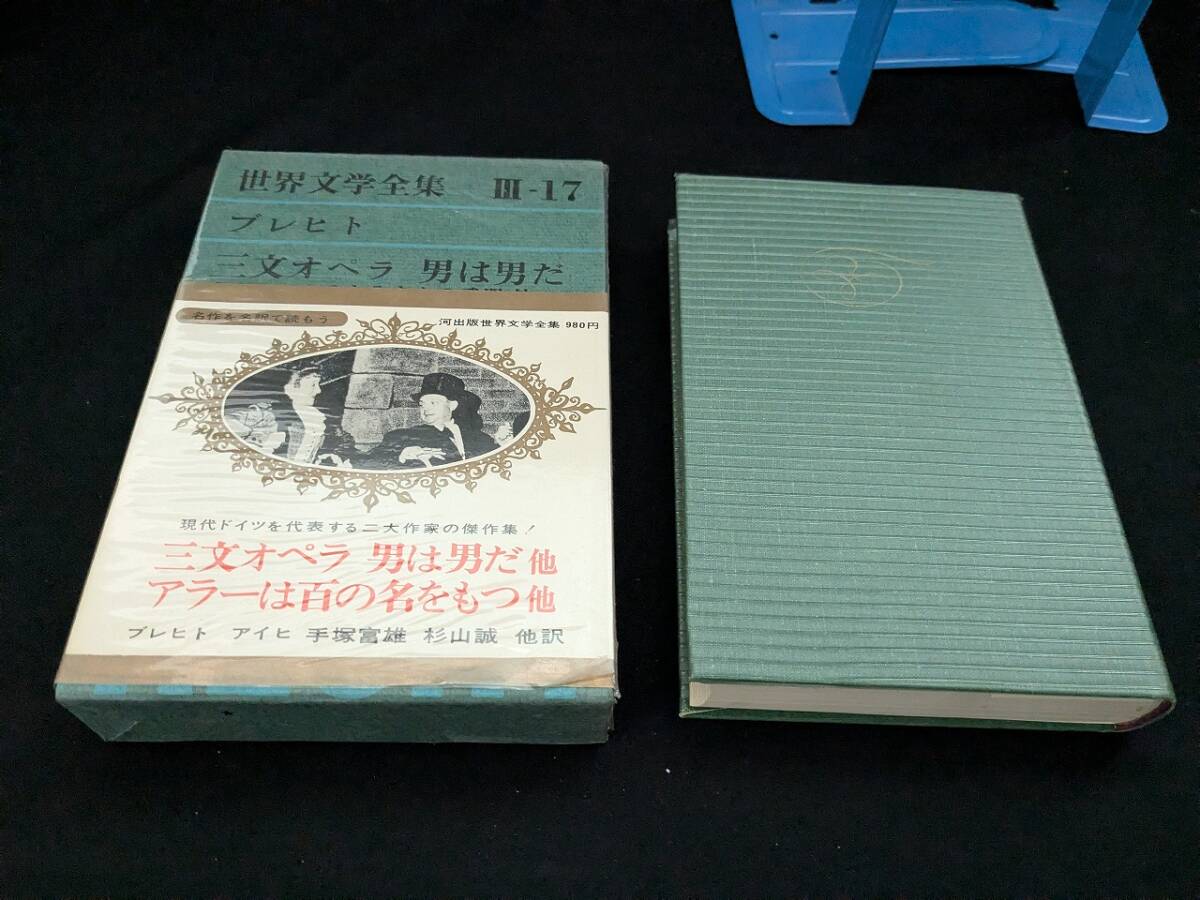 世界文学全集 III-17
ブレヒト
三文オペラ 男は男だ
名作を名訳で読もう
河出版世界文学全集 980円
現代ドイツを代表する二大作家の傑作集!
三文オペラ 男は男だ 他
アラーは百の名をもつ 他
ブレヒト アイヒ 手塚富雄 杉山誠 他訳